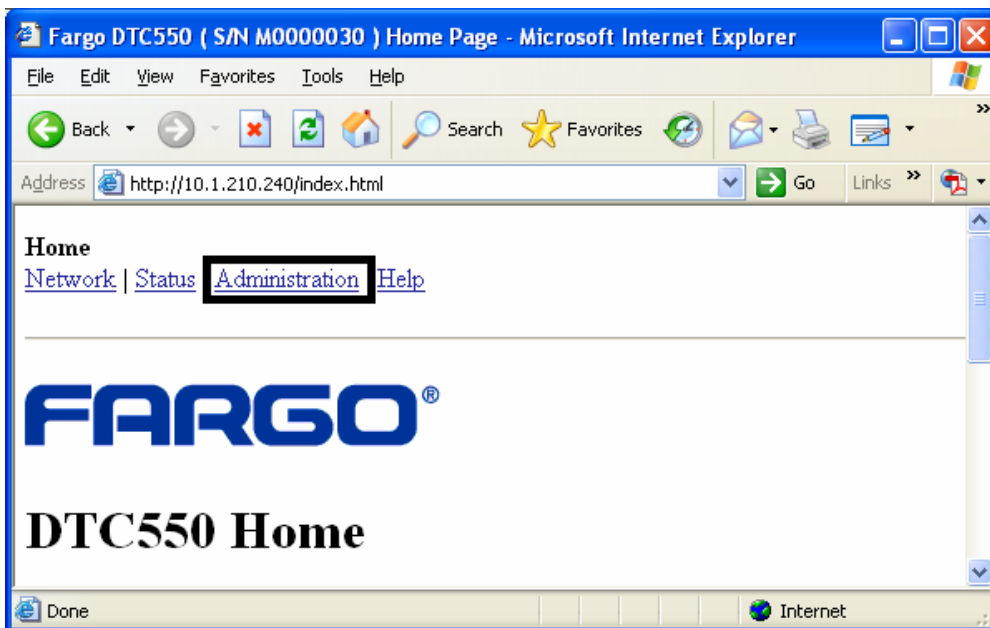 Fargo DTC550 ( S/N M0000030 ) Home Page - Microsoft Internet Explorer
File Edit View Favorites Tools Help
Back Search Favorites »
Address http://10.1.210.240/index.html Go Links »
Home
Network | Status Administration Help
FARGO®
DTC550 Home
Done Internet